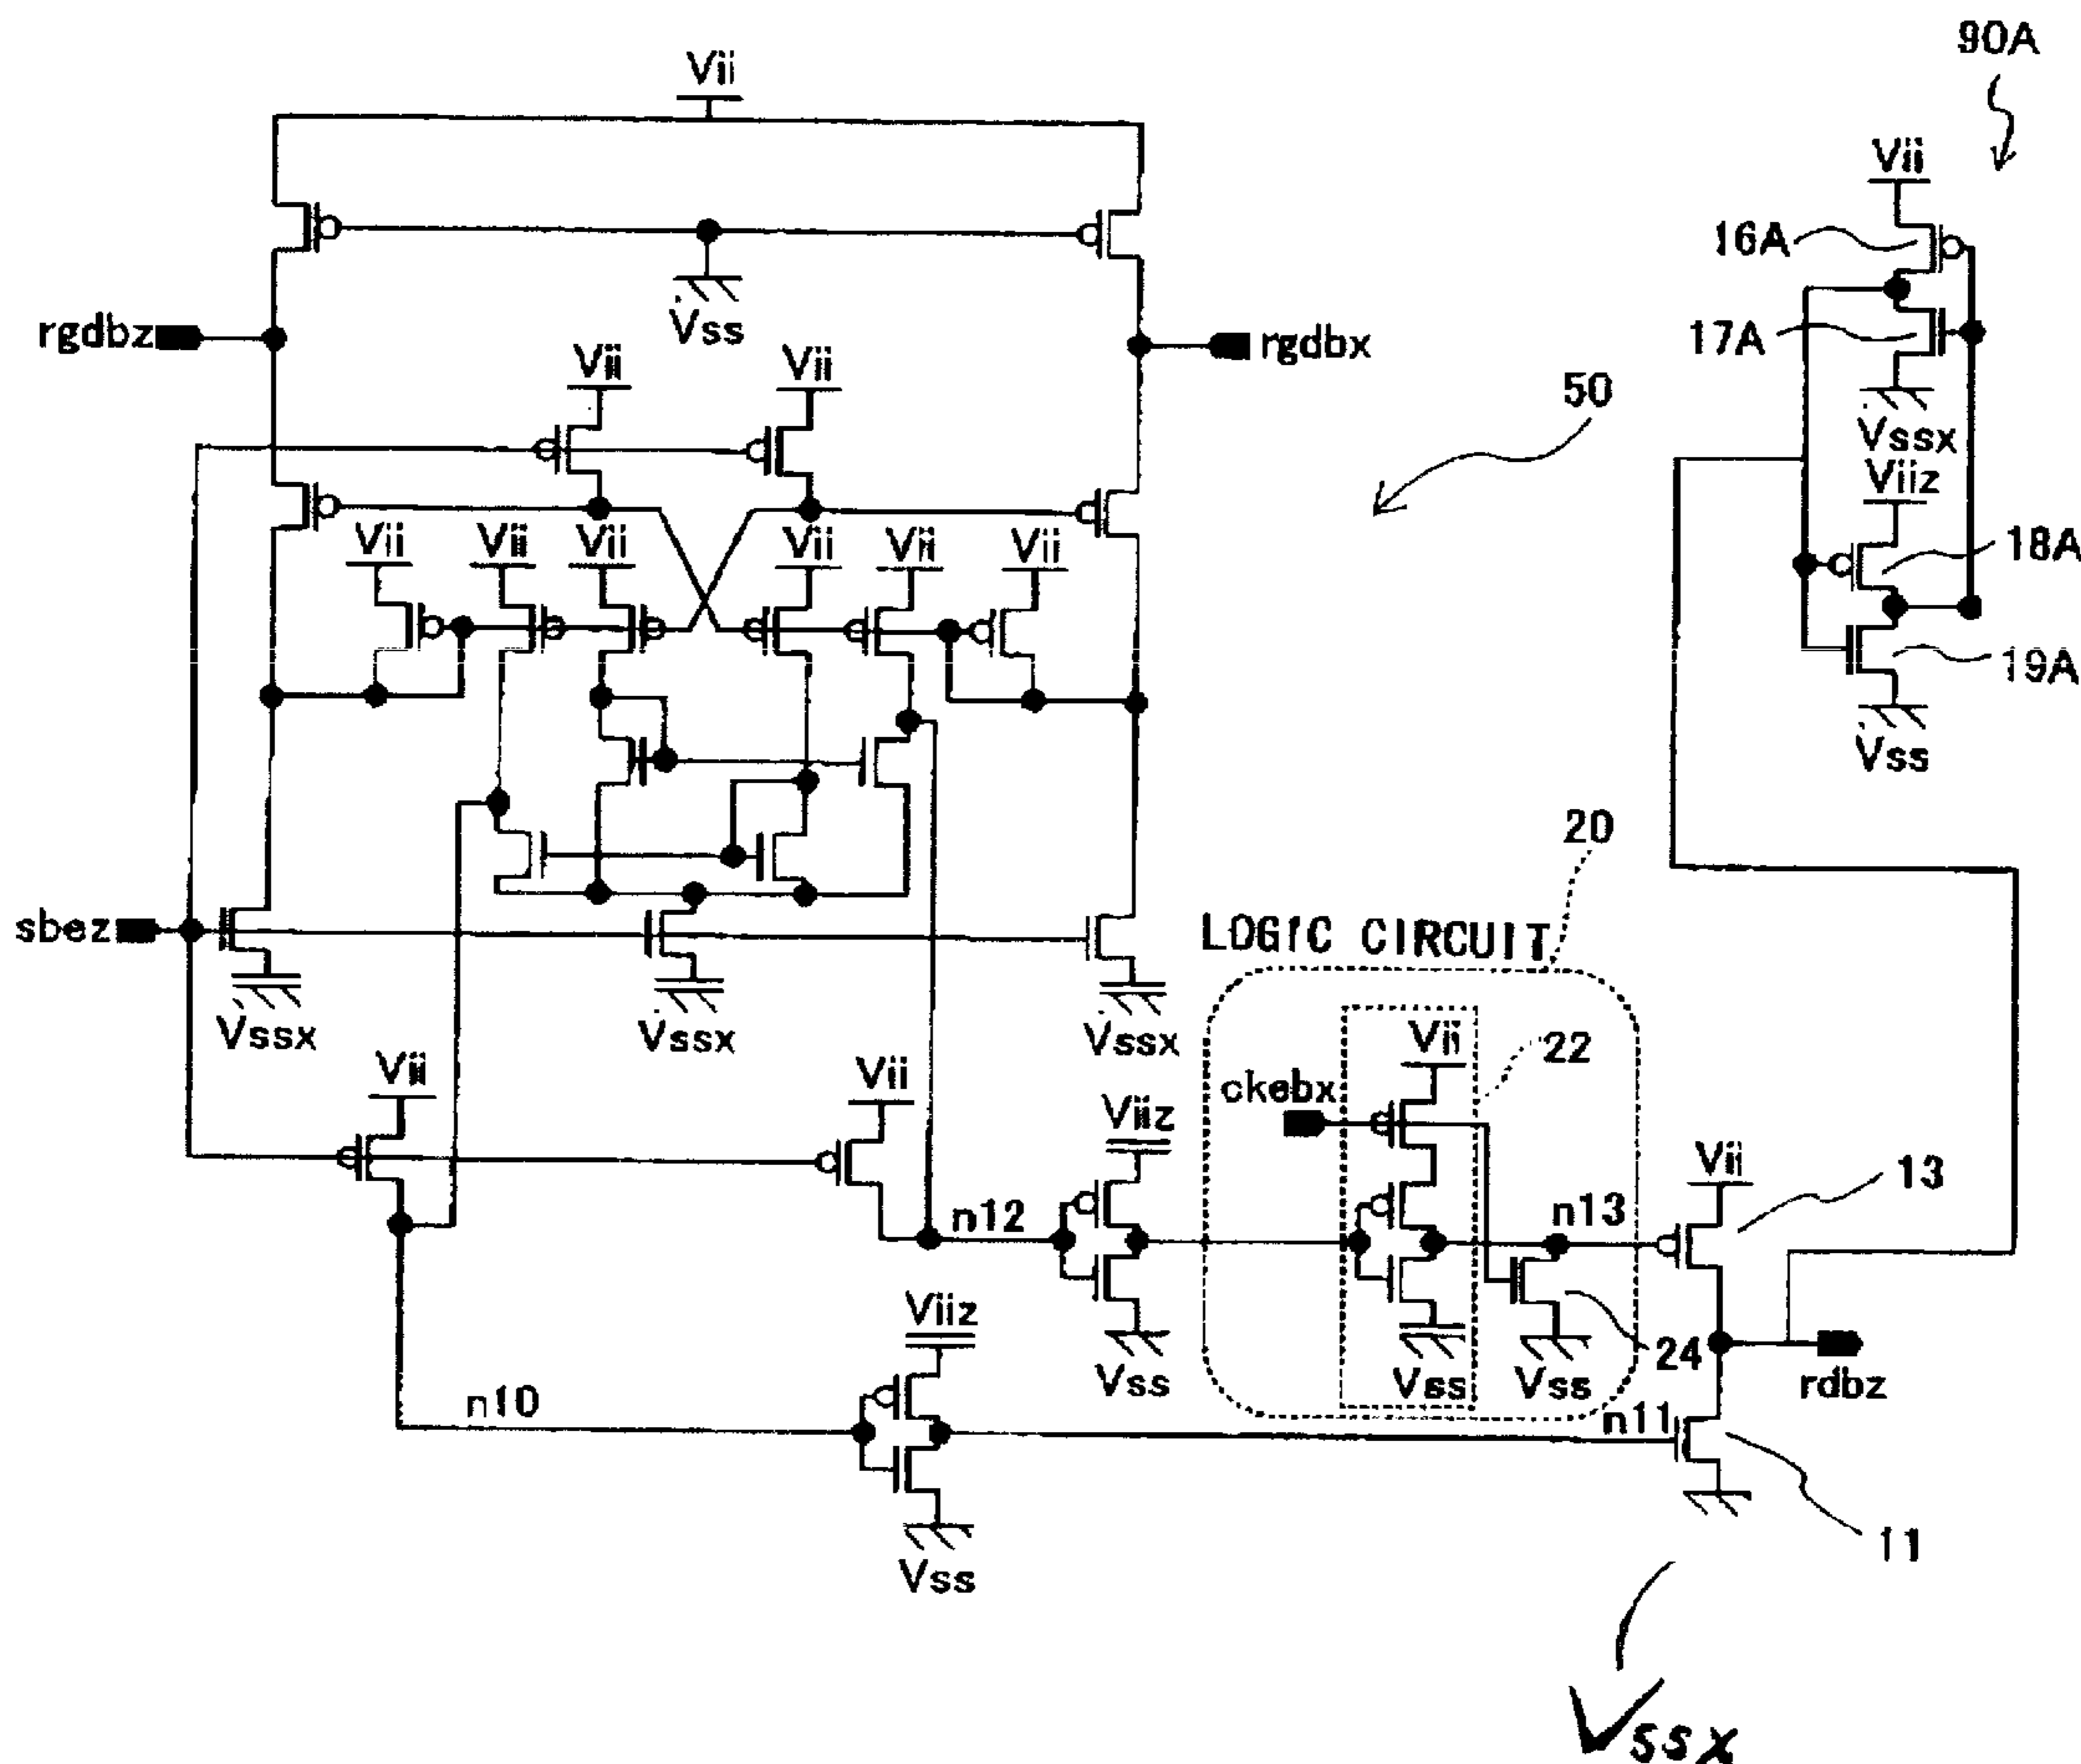 90A
Vii
Vii
16A
Vss
rgdbz
rgdbx
17A
Vii
Vii
50
Vssx
Viiz
Vii
Vii
Vii
Vii
Vii
Vii
18A
19A
Vss
20
sbez
LOGIC CIRCUIT
Vssx
Vssx
Vssx
Vii
22
Vii
Vii
ckebx
Viiz
Vii
13
n12
n13
Viiz
24
Vss
Vss
Vss
rdbz
n10
n11
11
Vss
Vssx